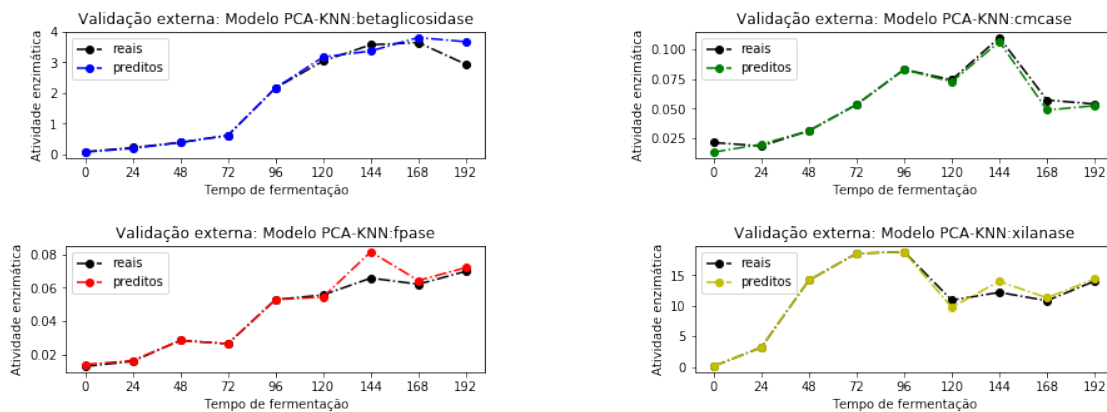 Validação externa: Modelo PCA-KNN:betaglicosidase
reais
preditos
Atividade enzimática
4
3
2
1
0
0 24 48 72 96 120 144 168 192
Tempo de fermentação
Validação externa: Modelo PCA-KNN:cmcase
reais
preditos
Atividade enzimática
0.100
0.075
0.050
0.025
0 24 48 72 96 120 144 168 192
Tempo de fermentação
Validação externa: Modelo PCA-KNN:fpase
reais
preditos
Atividade enzimática
0.08
0.06
0.04
0.02
0 24 48 72 96 120 144 168 192
Tempo de fermentação
Validação externa: Modelo PCA-KNN:xilanase
reais
preditos
Atividade enzimática
15
10
5
0
0 24 48 72 96 120 144 168 192
Tempo de fermentação